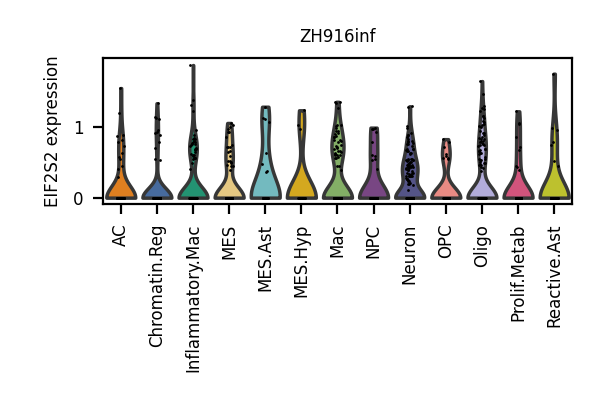 ZH916inf
EIF2S2 expression
1
0
AC
Chromatin.Reg
Inflammatory.Mac
MES
MES.Ast
MES.Hyp
Mac
NPC
Neuron
OPC
Oligo
Prolif.Metab
Reactive.Ast